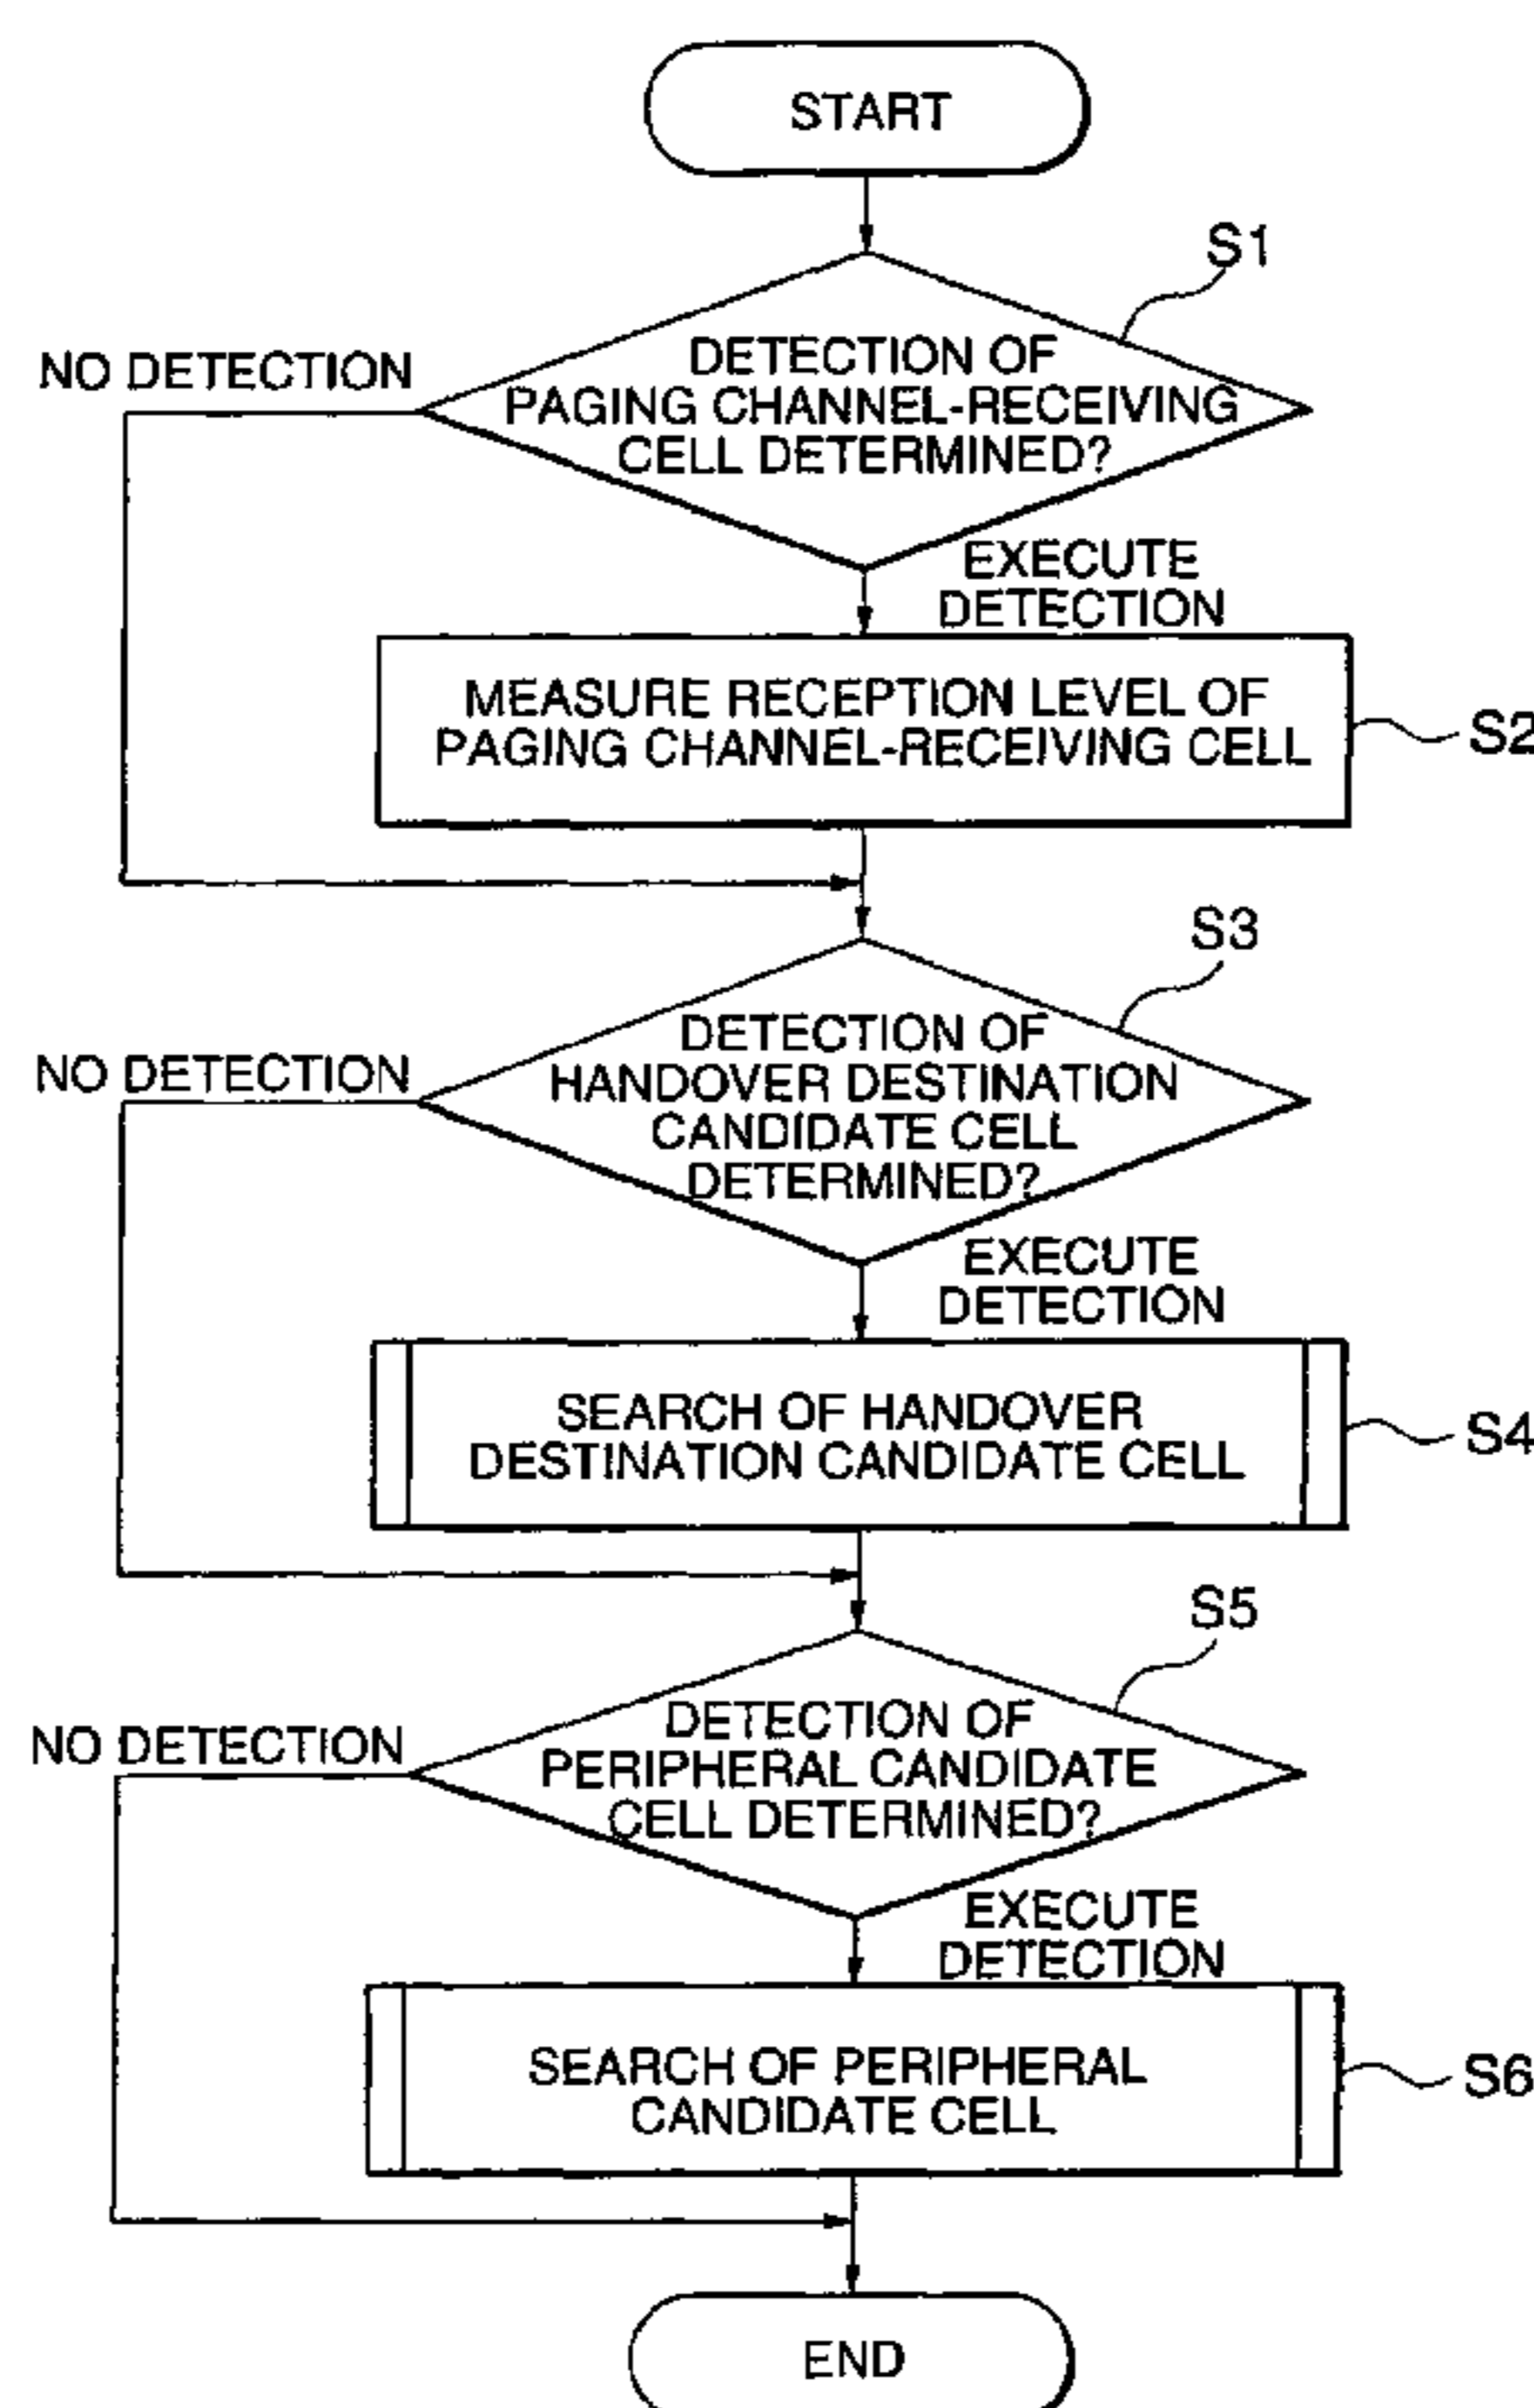 START
S1
NO DETECTION
DETECTION OF
PAGING CHANNEL-RECEIVING
CELL DETERMINED?
EXECUTE
DETECTION
MEASURE RECEPTION LEVEL OF
PAGING CHANNEL-RECEIVING CELL
S2
S3
NO DETECTION
DETECTION OF
HANDOVER DESTINATION
CANDIDATE CELL
DETERMINED?
EXECUTE
DETECTION
SEARCH OF HANDOVER
DESTINATION CANDIDATE CELL
S4
S5
NO DETECTION
DETECTION OF
PERIPHERAL CANDIDATE
CELL DETERMINED?
EXECUTE
DETECTION
SEARCH OF PERIPHERAL
CANDIDATE CELL
S6
END